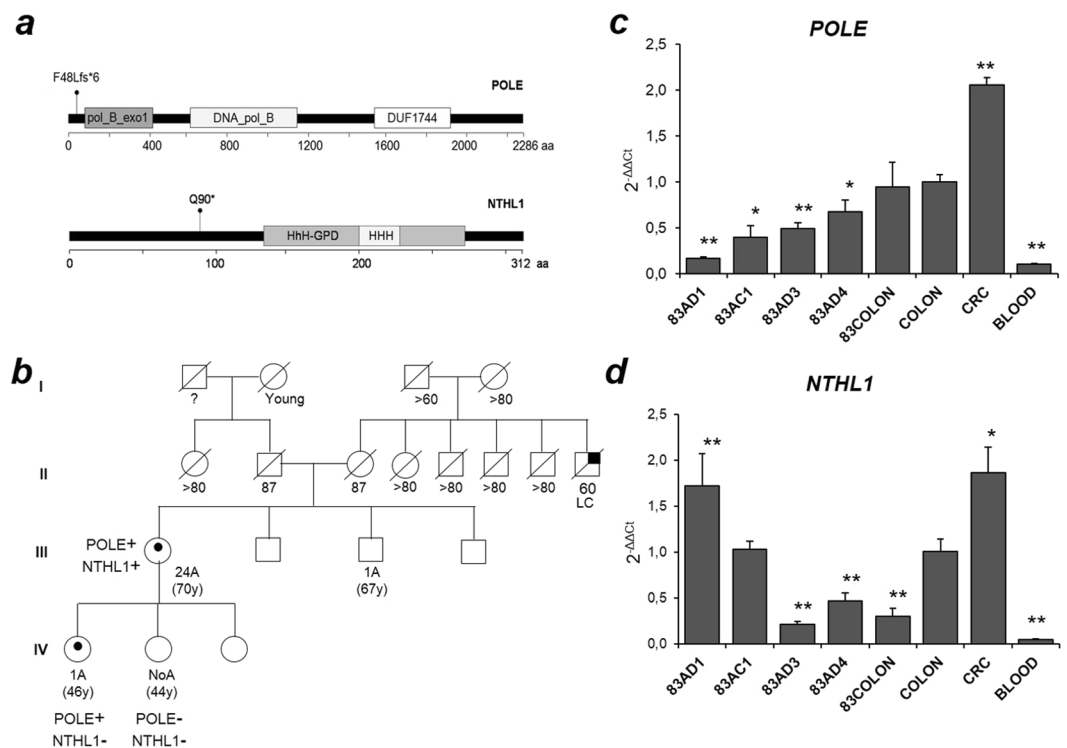 a
F48Lfs*6
POLE
pol_B_exo1 DNA_pol_B DUF1744
0 400 800 1200 1600 2000 2286 aa
Q90*
NTHL1
HhH-GPD HHH
0 100 200 312 aa
b
I
? Young >60 >80
II
>80 87 87 >80 >80 >80 >80 60
LC
III
POLE+
NTHL1+
24A 1A
(70y) (67y)
IV
1A NoA
(46y) (44y)
POLE+ POLE-
NTHL1- NTHL1-
c
POLE
2-ΔΔCt
2,5
2,0
1,5
1,0
0,5
0,0
** * ** * ** **
83AD1 83AC1 83AD3 83AD4 83COLON COLON CRC BLOOD
d
NTHL1
2-ΔΔCt
2,5
2,0
1,5
1,0
0,5
0,0
** ** ** ** * **
83AD1 83AC1 83AD3 83AD4 83COLON COLON CRC BLOOD